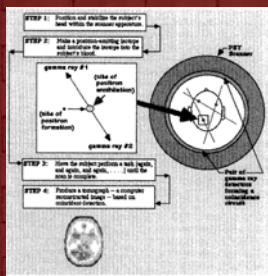 STEP 1: Position and stabilize the subject's
head within the scanner apparatus.
STEP 2: Make a positron-emitting isotope
and introduce the isotope into the
subject's blood.
gamma ray #1
(site of
positron
annihilation)
(site of
positron
formation)
gamma ray #2
PET
Scanner
Pair of
gamma ray
detectors
forming a
coincidence
circuit
STEP 3: Have the subject perform a task (again,
and again, and again, . . . . .) until the
scan is complete.
STEP 4: Produce a tomograph – a computer
reconstructed image – based on
coincident detection.